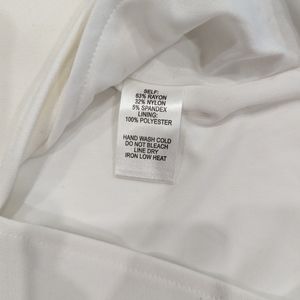 SELF:
63% RAYON
32% NYLON
5% SPANDEX
LINING:
100% POLYESTER
HAND WASH COLD
DO NOT BLEACH
LINE DRY
IRON LOW HEAT